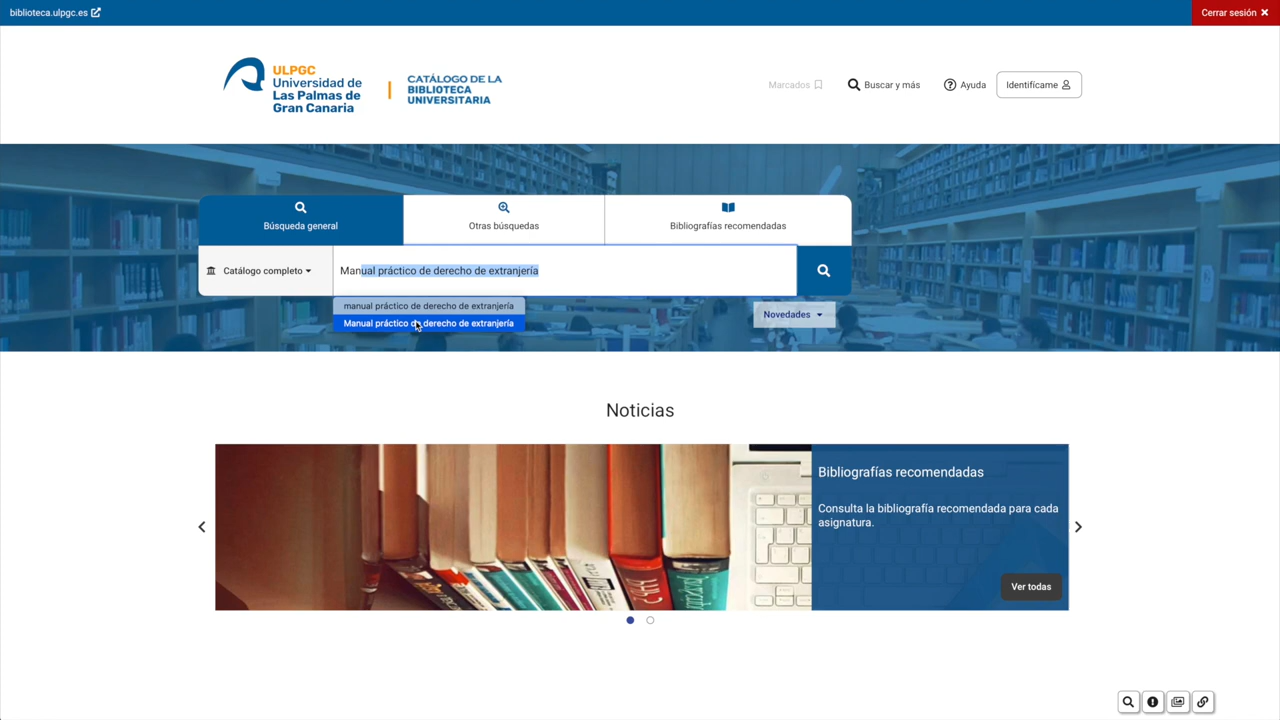 biblioteca.ulpgc.es
Cerrar sesión
ULPGC
Universidad de
Las Palmas de
Gran Canaria
CATÁLOGO DE LA
BIBLIOTECA
UNIVERSITARIA
Marcados
Buscar y más
Ayuda
Identifícame
Búsqueda general
Otras búsquedas
Bibliografías recomendadas
Catálogo completo
Manual práctico de derecho de extranjería
manual práctico de derecho de extranjería
Manual práctico de derecho de extranjería
Novedades
Noticias
Bibliografías recomendadas
Consulta la bibliografía recomendada para cada
asignatura.
Ver todas